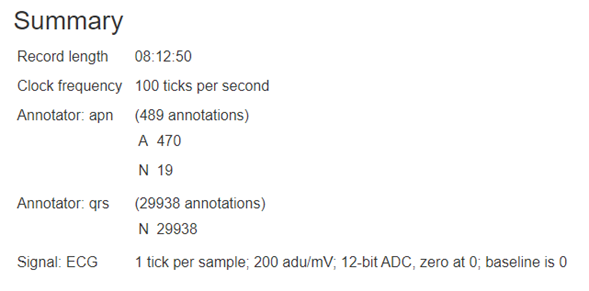 Summary
Record length 08:12:50
Clock frequency 100 ticks per second
Annotator: apn (489 annotations)
A 470
N 19
Annotator: qrs (29938 annotations)
N 29938
Signal: ECG 1 tick per sample; 200 adu/mV; 12-bit ADC, zero at 0; baseline is 0